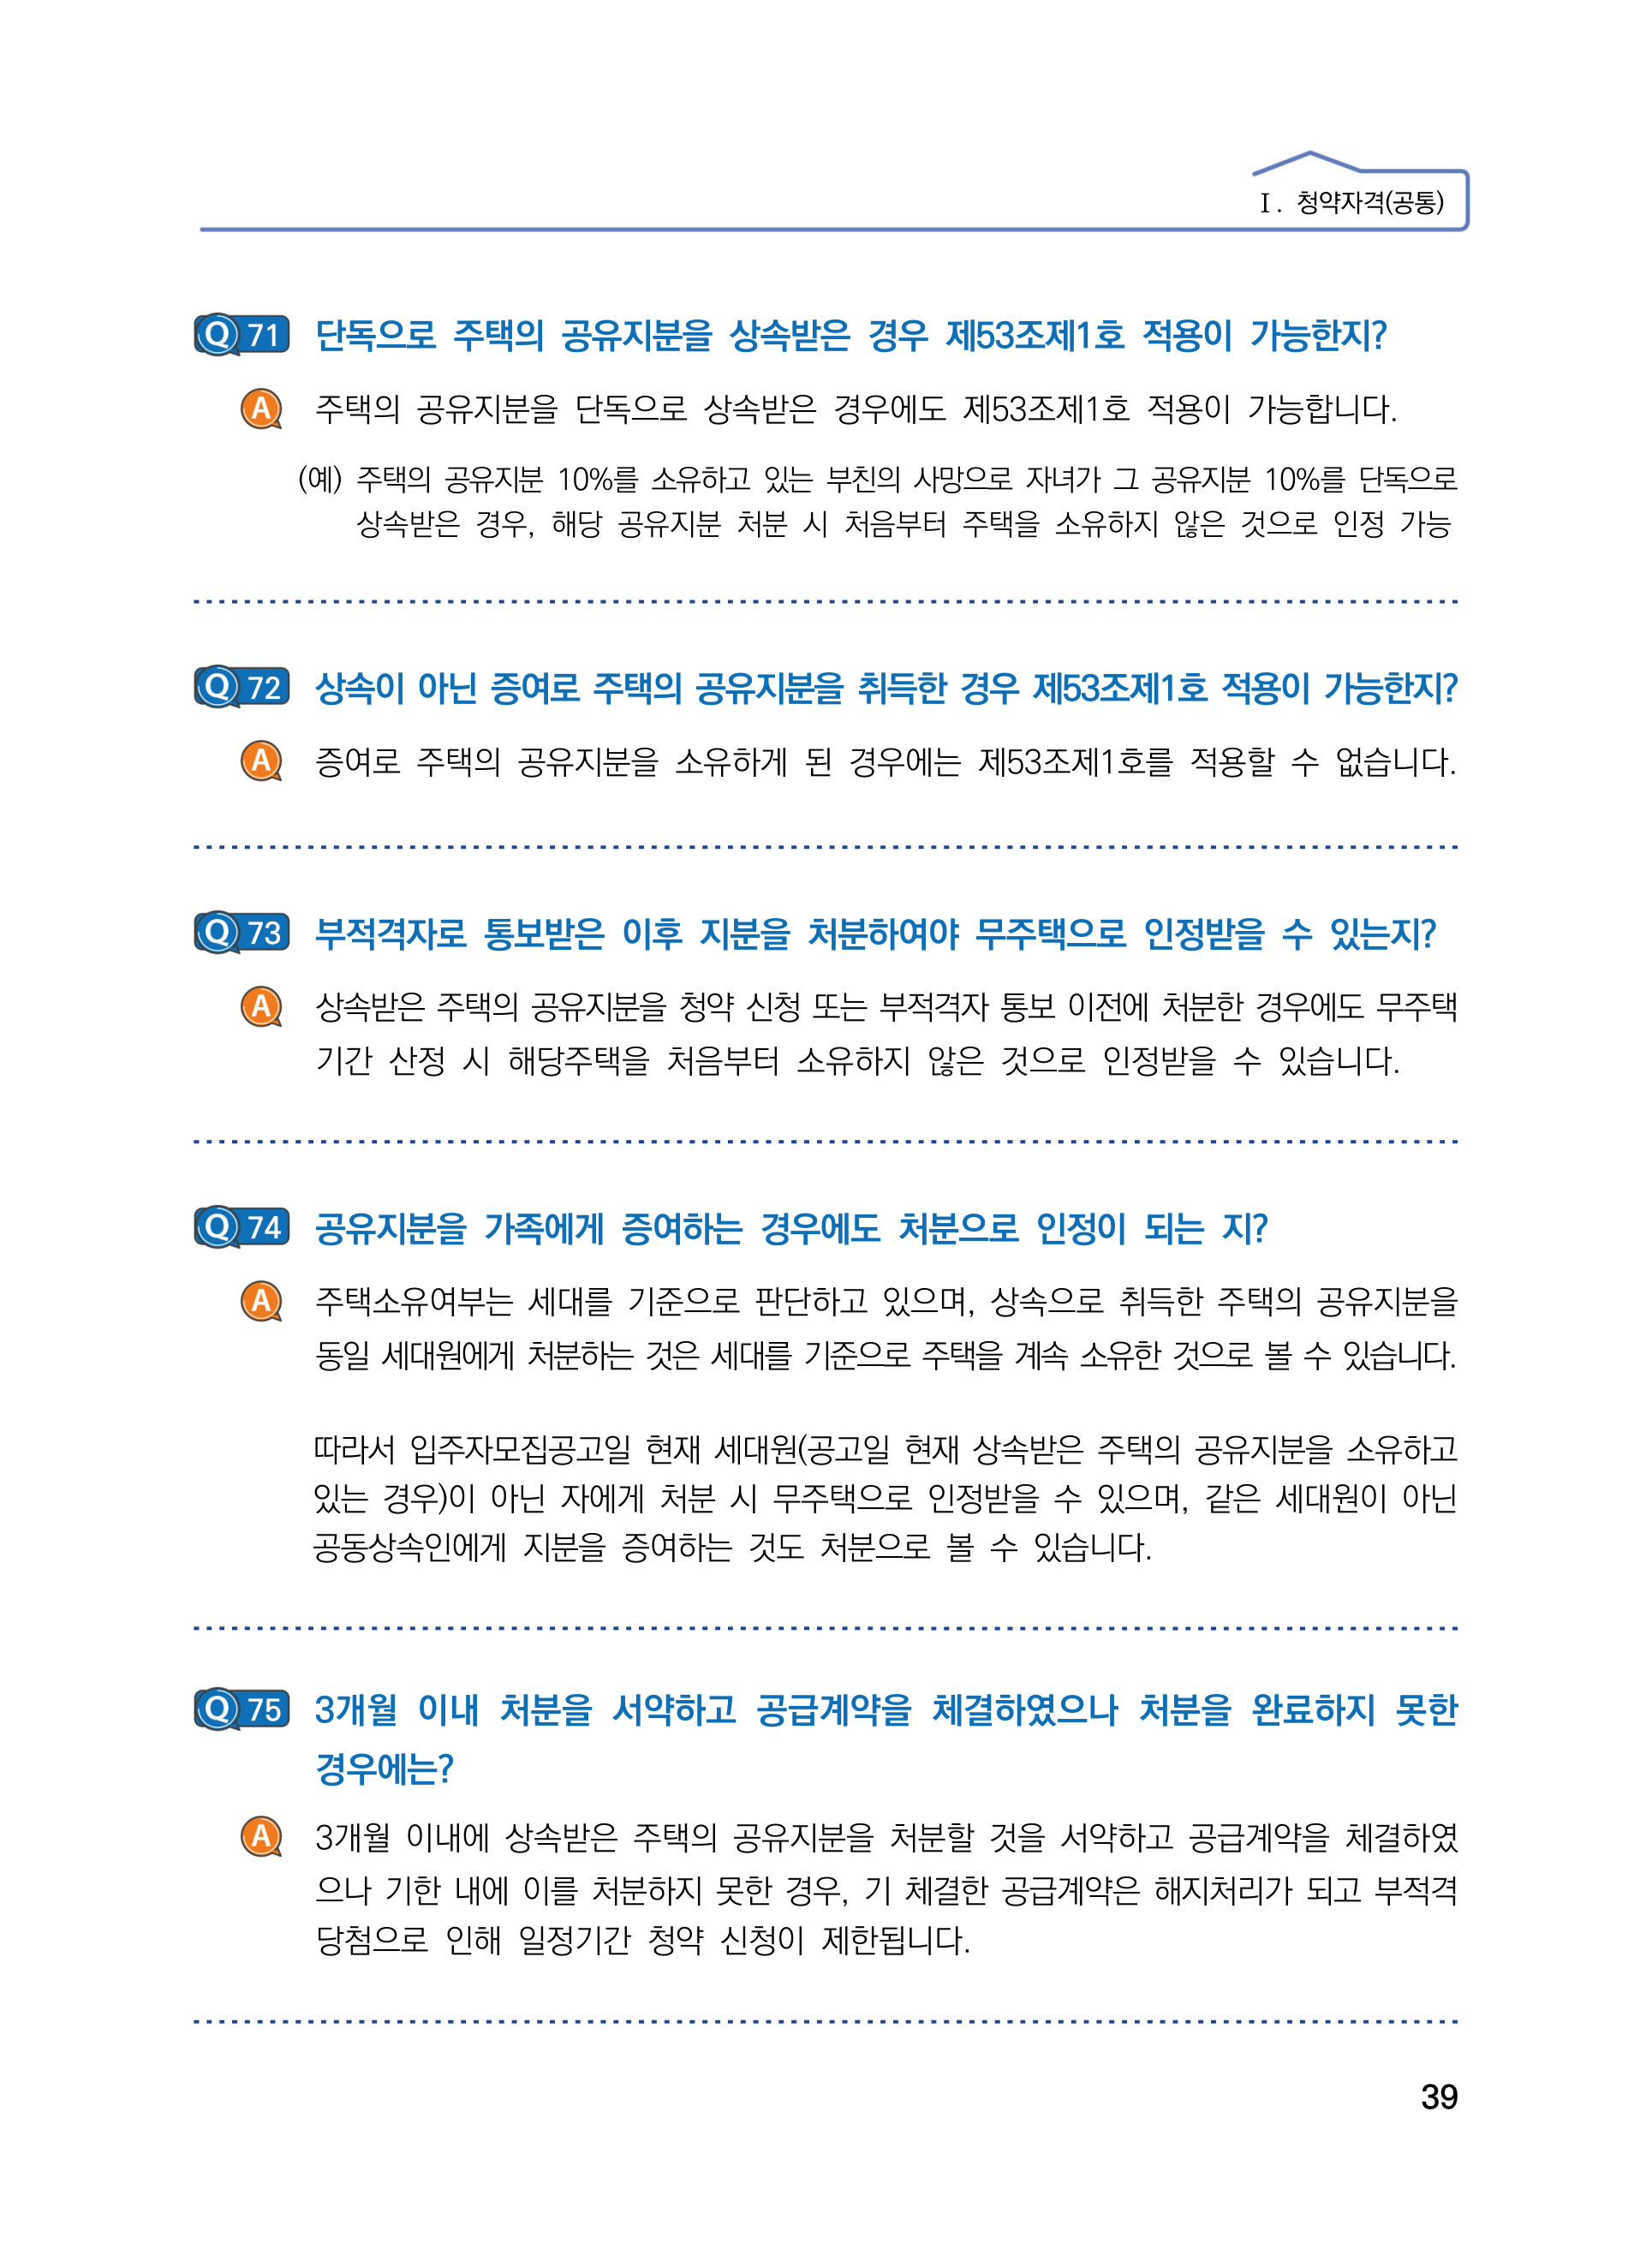 Ⅰ. 청약자격(공통)
Q 71 단독으로 주택의 공유지분을 상속받은 경우 제53조제1호 적용이 가능한지?
A 주택의 공유지분을 단독으로 상속받은 경우에도 제53조제1호 적용이 가능합니다.
(예) 주택의 공유지분 10%를 소유하고 있는 부친의 사망으로 자녀가 그 공유지분 10%를 단독으로
상속받은 경우, 해당 공유지분 처분 시 처음부터 주택을 소유하지 않은 것으로 인정 가능
Q 72 상속이 아닌 증여로 주택의 공유지분을 취득한 경우 제53조제1호 적용이 가능한지?
A 증여로 주택의 공유지분을 소유하게 된 경우에는 제53조제1호를 적용할 수 없습니다.
Q 73 부적격자로 통보받은 이후 지분을 처분하여야 무주택으로 인정받을 수 있는지?
A 상속받은 주택의 공유지분을 청약 신청 또는 부적격자 통보 이전에 처분한 경우에도 무주택
기간 산정 시 해당주택을 처음부터 소유하지 않은 것으로 인정받을 수 있습니다.
Q 74 공유지분을 가족에게 증여하는 경우에도 처분으로 인정이 되는 지?
A 주택소유여부는 세대를 기준으로 판단하고 있으며, 상속으로 취득한 주택의 공유지분을
동일 세대원에게 처분하는 것은 세대를 기준으로 주택을 계속 소유한 것으로 볼 수 있습니다.
따라서 입주자모집공고일 현재 세대원(공고일 현재 상속받은 주택의 공유지분을 소유하고
있는 경우)이 아닌 자에게 처분 시 무주택으로 인정받을 수 있으며, 같은 세대원이 아닌
공동상속인에게 지분을 증여하는 것도 처분으로 볼 수 있습니다.
Q 75 3개월 이내 처분을 서약하고 공급계약을 체결하였으나 처분을 완료하지 못한
경우에는?
A 3개월 이내에 상속받은 주택의 공유지분을 처분할 것을 서약하고 공급계약을 체결하였
으나 기한 내에 이를 처분하지 못한 경우, 기 체결한 공급계약은 해지처리가 되고 부적격
당첨으로 인해 일정기간 청약 신청이 제한됩니다.
39